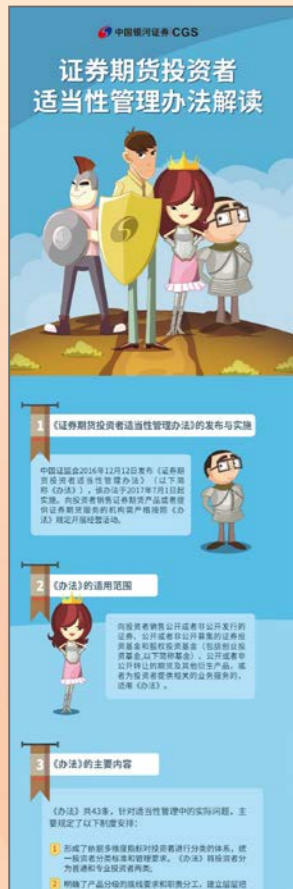 中国银河证券 CGS
证券期货投资者
适当性管理办法解读
1 《证券期货投资者适当性管理办法》的发布与实施
中国证监会2016年12月12日发布《证券期
货投资者适当性管理办法》（以下简
称《办法》），该办法于2017年7月1日起
实施。向投资者销售证券期货产品或者提
供证券期货服务的机构需严格按照《办
法》规定开展经营活动。
2 《办法》的适用范围
向投资者销售公开或者非公开发行的
证券、公开或者非公开募集的证券投
资基金和股权投资基金（包括创业投
资基金,以下简称基金）、公开或者非
公开转让的期货及其他衍生产品，或
者为投资者提供相关的业务服务的，
适用《办法》。
3 《办法》的主要内容
《办法》共43条，针对适当性管理中的实际问题，主
要规定了以下制度安排：
1 形成了依据多维度指标对投资者进行分类的体系，统
一投资者分类标准和管理要求。《办法》将投资者分
为普通和专业投资者两类；
2 明确了产品分级的底线要求和职责分工，建立层层把